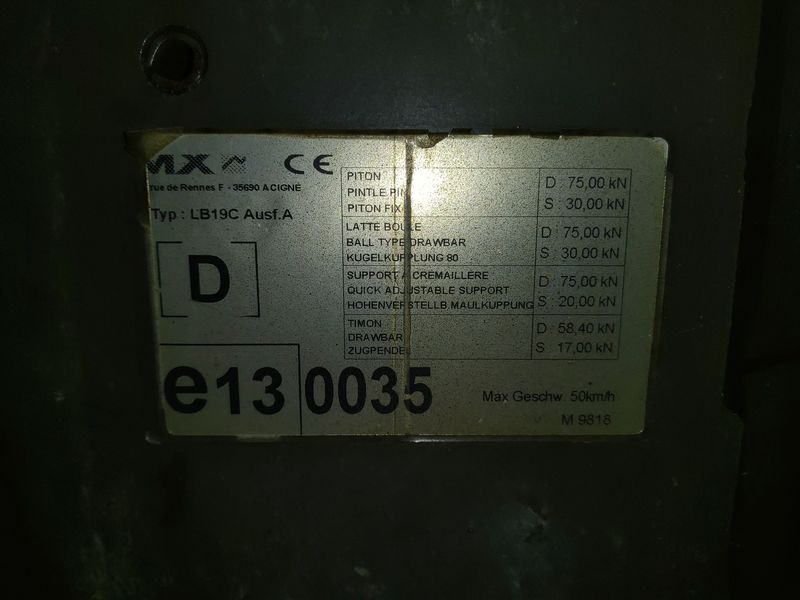 MX CE
rue de Rennes F - 35690 ACIGNÉ
Typ : LB19C Ausf.A
[D]
e13 0035
PITON
PINTLE PIN
PITON FIX
D : 75,00 kN
S : 30,00 kN
LATTE BOULE
BALL TYPE DRAWBAR
KUGELKUPPLUNG 80
D : 75,00 kN
S : 30,00 kN
SUPPORT A CREMAILLERE
QUICK ADJUSTABLE SUPPORT
HOHENVERSTELLB.MAULKUPPUNG
D : 75,00 kN
S : 20,00 kN
TIMON
DRAWBAR
ZUGPENDEL
D : 58,40 kN
S : 17,00 kN
Max Geschw. 50km/h
M 9818